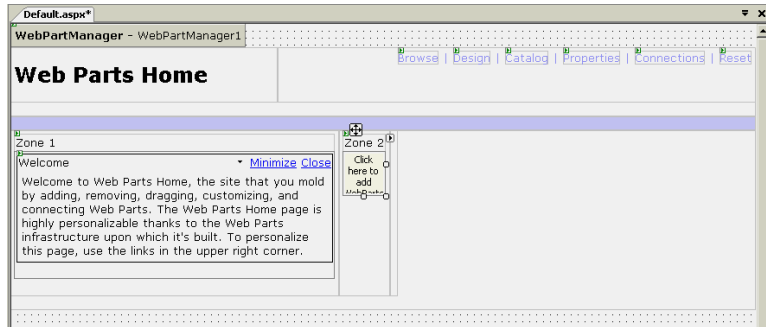 Default.aspx*
WebPartManager - WebPartManager1
Browse | Design | Catalog | Properties | Connections | Reset
Web Parts Home
Zone 1
Zone 2
Welcome Minimize Close
Click
here to
add
WebParts
Welcome to Web Parts Home, the site that you mold
by adding, removing, dragging, customizing, and
connecting Web Parts. The Web Parts Home page is
highly personalizable thanks to the Web Parts
infrastructure upon which it's built. To personalize
this page, use the links in the upper right corner.